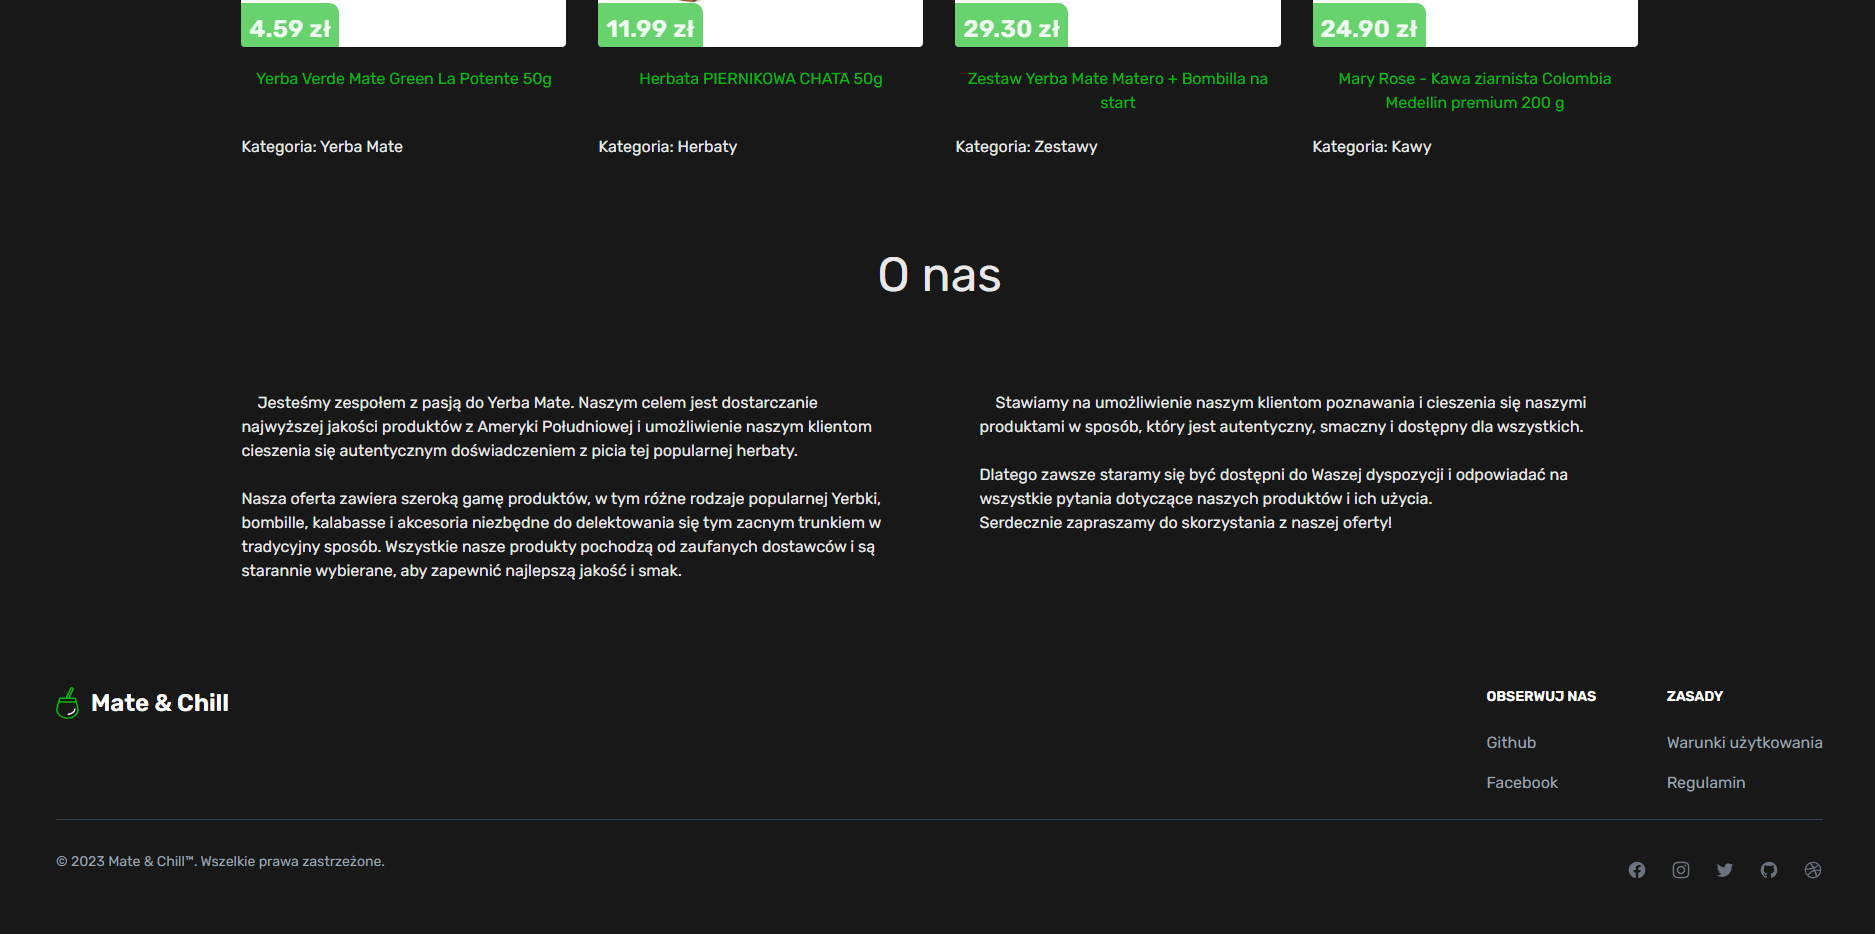 4.59 zł
11.99 zł
29.30 zł
24.90 zł
Yerba Verde Mate Green La Potente 50g
Herbata PIERNIKOWA CHATA 50g
Zestaw Yerba Mate Matero + Bombilla na
start
Mary Rose - Kawa ziarnista Colombia
Medellin premium 200 g
Kategoria: Yerba Mate
Kategoria: Herbaty
Kategoria: Zestawy
Kategoria: Kawy
O nas
Jesteśmy zespołem z pasją do Yerba Mate. Naszym celem jest dostarczanie
najwyższej jakości produktów z Ameryki Południowej i umożliwienie naszym klientom
cieszenia się autentycznym doświadczeniem z picia tej popularnej herbaty.
Nasza oferta zawiera szeroką gamę produktów, w tym różne rodzaje popularnej Yerbki,
bombille, kalabasse i akcesoria niezbędne do delektowania się tym zacnym trunkiem w
tradycyjny sposób. Wszystkie nasze produkty pochodzą od zaufanych dostawców i są
starannie wybierane, aby zapewnić najlepszą jakość i smak.
Stawiamy na umożliwienie naszym klientom poznawania i cieszenia się naszymi
produktami w sposób, który jest autentyczny, smaczny i dostępny dla wszystkich.
Dlatego zawsze staramy się być dostępni do Waszej dyspozycji i odpowiadać na
wszystkie pytania dotyczące naszych produktów i ich użycia.
Serdecznie zapraszamy do skorzystania z naszej oferty!
Mate & Chill
OBSERWUJ NAS
Github
Facebook
ZASADY
Warunki użytkowania
Regulamin
© 2023 Mate & Chill™. Wszelkie prawa zastrzeżone.